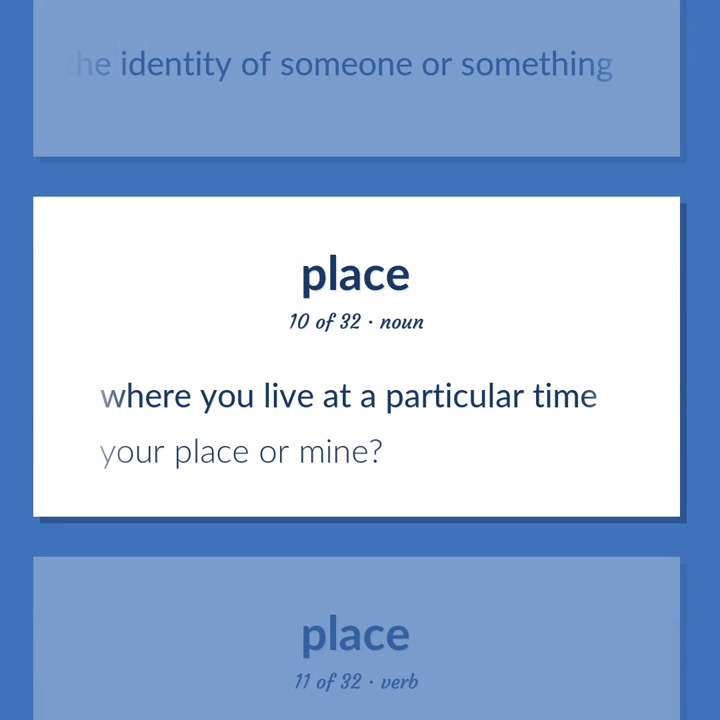 the identity of someone or something
place
10 of 32 · noun
where you live at a particular time
your place or mine?
place
11 of 32 · verb